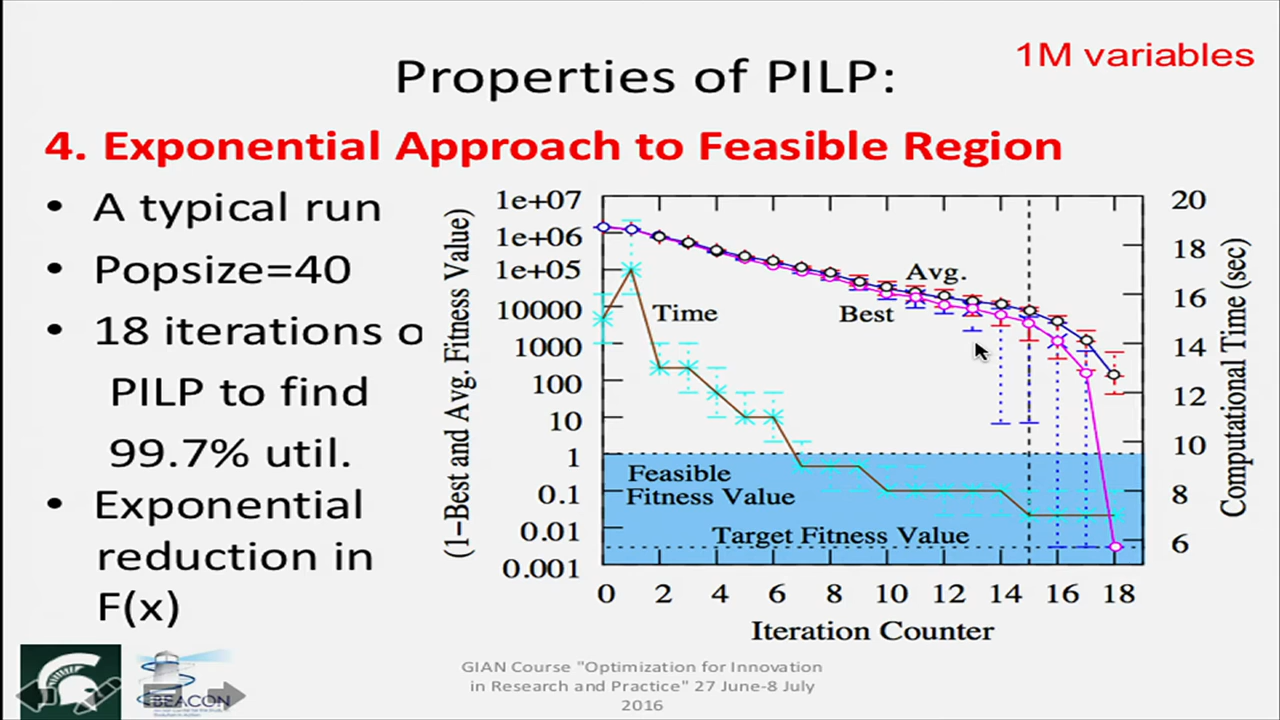 1M variables
Properties of PILP:
4. Exponential Approach to Feasible Region
• A typical run
• Popsize=40
• 18 iterations o
PILP to find
99.7% util.
• Exponential
reduction in
F(x)
(1−Best and Avg. Fitness Value)
1e+07
1e+06
1e+05
10000
1000
100
10
1
0.1
0.01
0.001
Time
Avg.
Best
Feasible
Fitness Value
Target Fitness Value
0 2 4 6 8 10 12 14 16 18
Iteration Counter
20
18
16
14
12
10
8
6
Computational Time (sec)
BEACON
GIAN Course "Optimization for Innovation
in Research and Practice" 27 June-8 July
2016